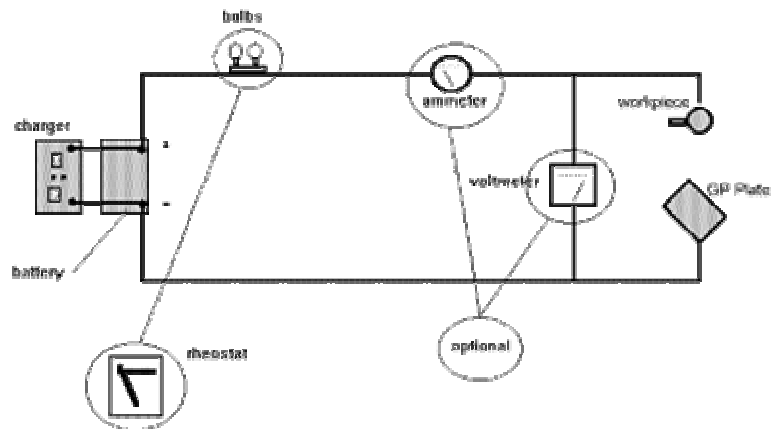 bulbs
ammeter
workpiece
charger
voltmeter
GP Plate
battery
rheostat
optional